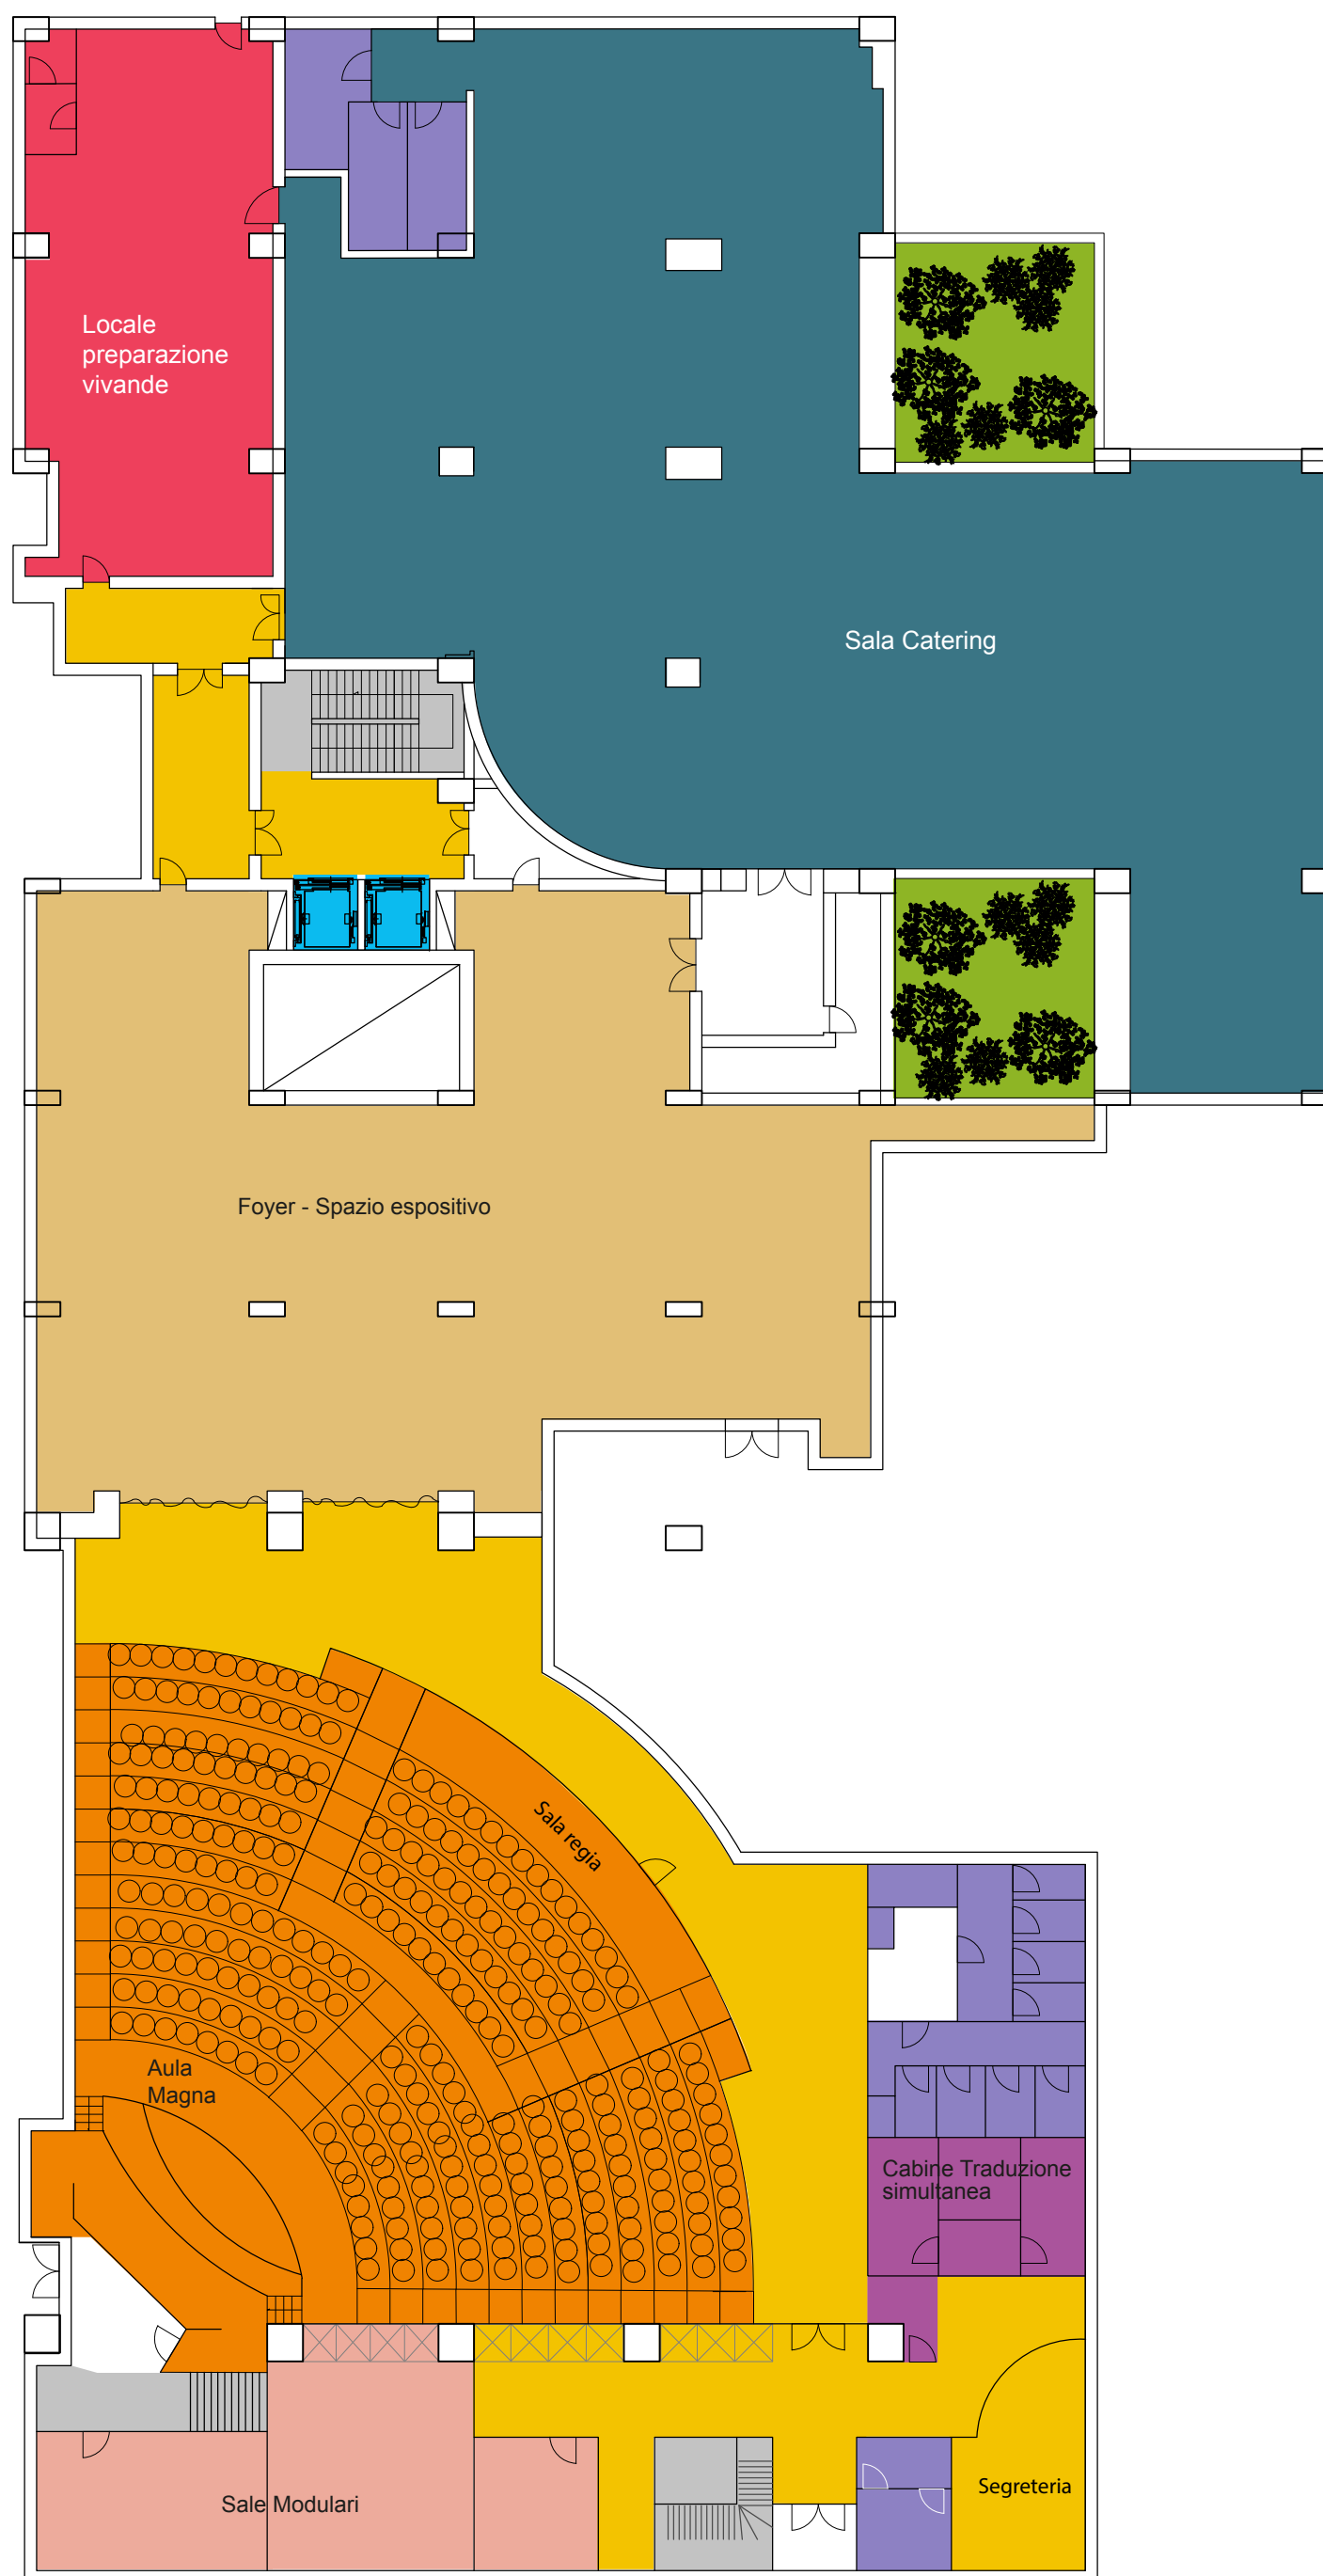 Locale
preparazione
vivande
Sala Catering
Foyer - Spazio espositivo
Sala regia
Aula
Magna
Cabine Traduzione
simultanea
Segreteria
Sale Modulari